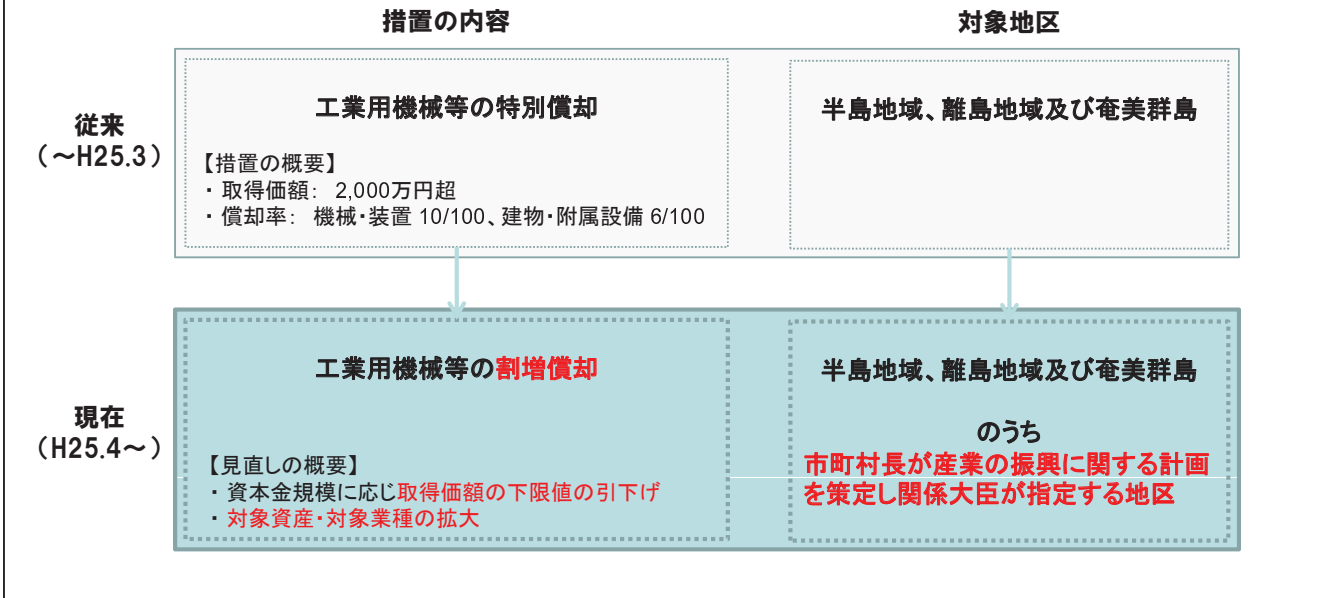 措置の内容
対象地区
従来
（～H25.3）
工業用機械等の特別償却
【措置の概要】
・ 取得価額： 2,000万円超
・ 償却率： 機械・装置 10/100、建物・附属設備 6/100
半島地域、離島地域及び奄美群島
現在
（H25.4～）
工業用機械等の割増償却
【見直しの概要】
・ 資本金規模に応じ取得価額の下限値の引下げ
・ 対象資産・対象業種の拡大
半島地域、離島地域及び奄美群島
のうち
市町村長が産業の振興に関する計画
を策定し関係大臣が指定する地区